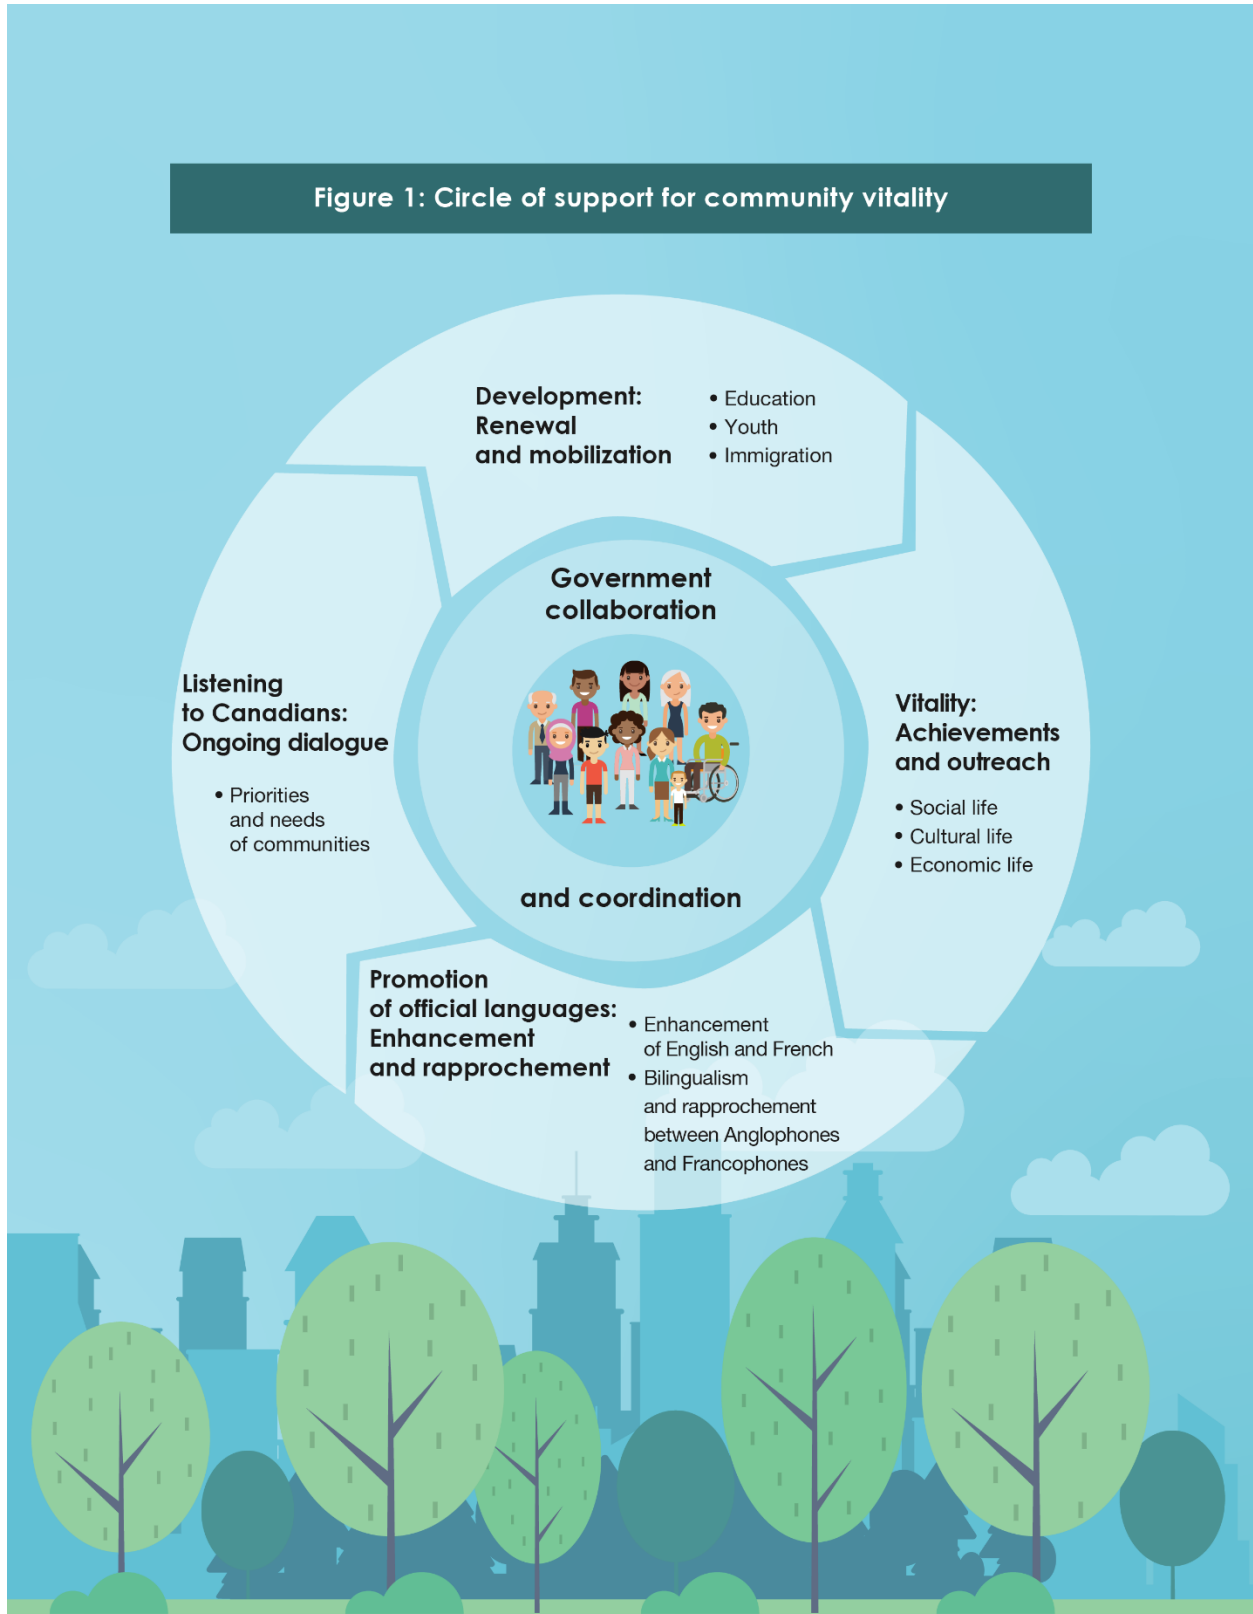 Figure 1: Circle of support for community vitality
Development:
Renewal
and mobilization
• Education
• Youth
• Immigration
Government
collaboration
and coordination
Listening
to Canadians:
Ongoing dialogue
• Priorities
and needs
of communities
Vitality:
Achievements
and outreach
• Social life
• Cultural life
• Economic life
Promotion
of official languages:
Enhancement
and rapprochement
• Enhancement
of English and French
• Bilingualism
and rapprochement
between Anglophones
and Francophones